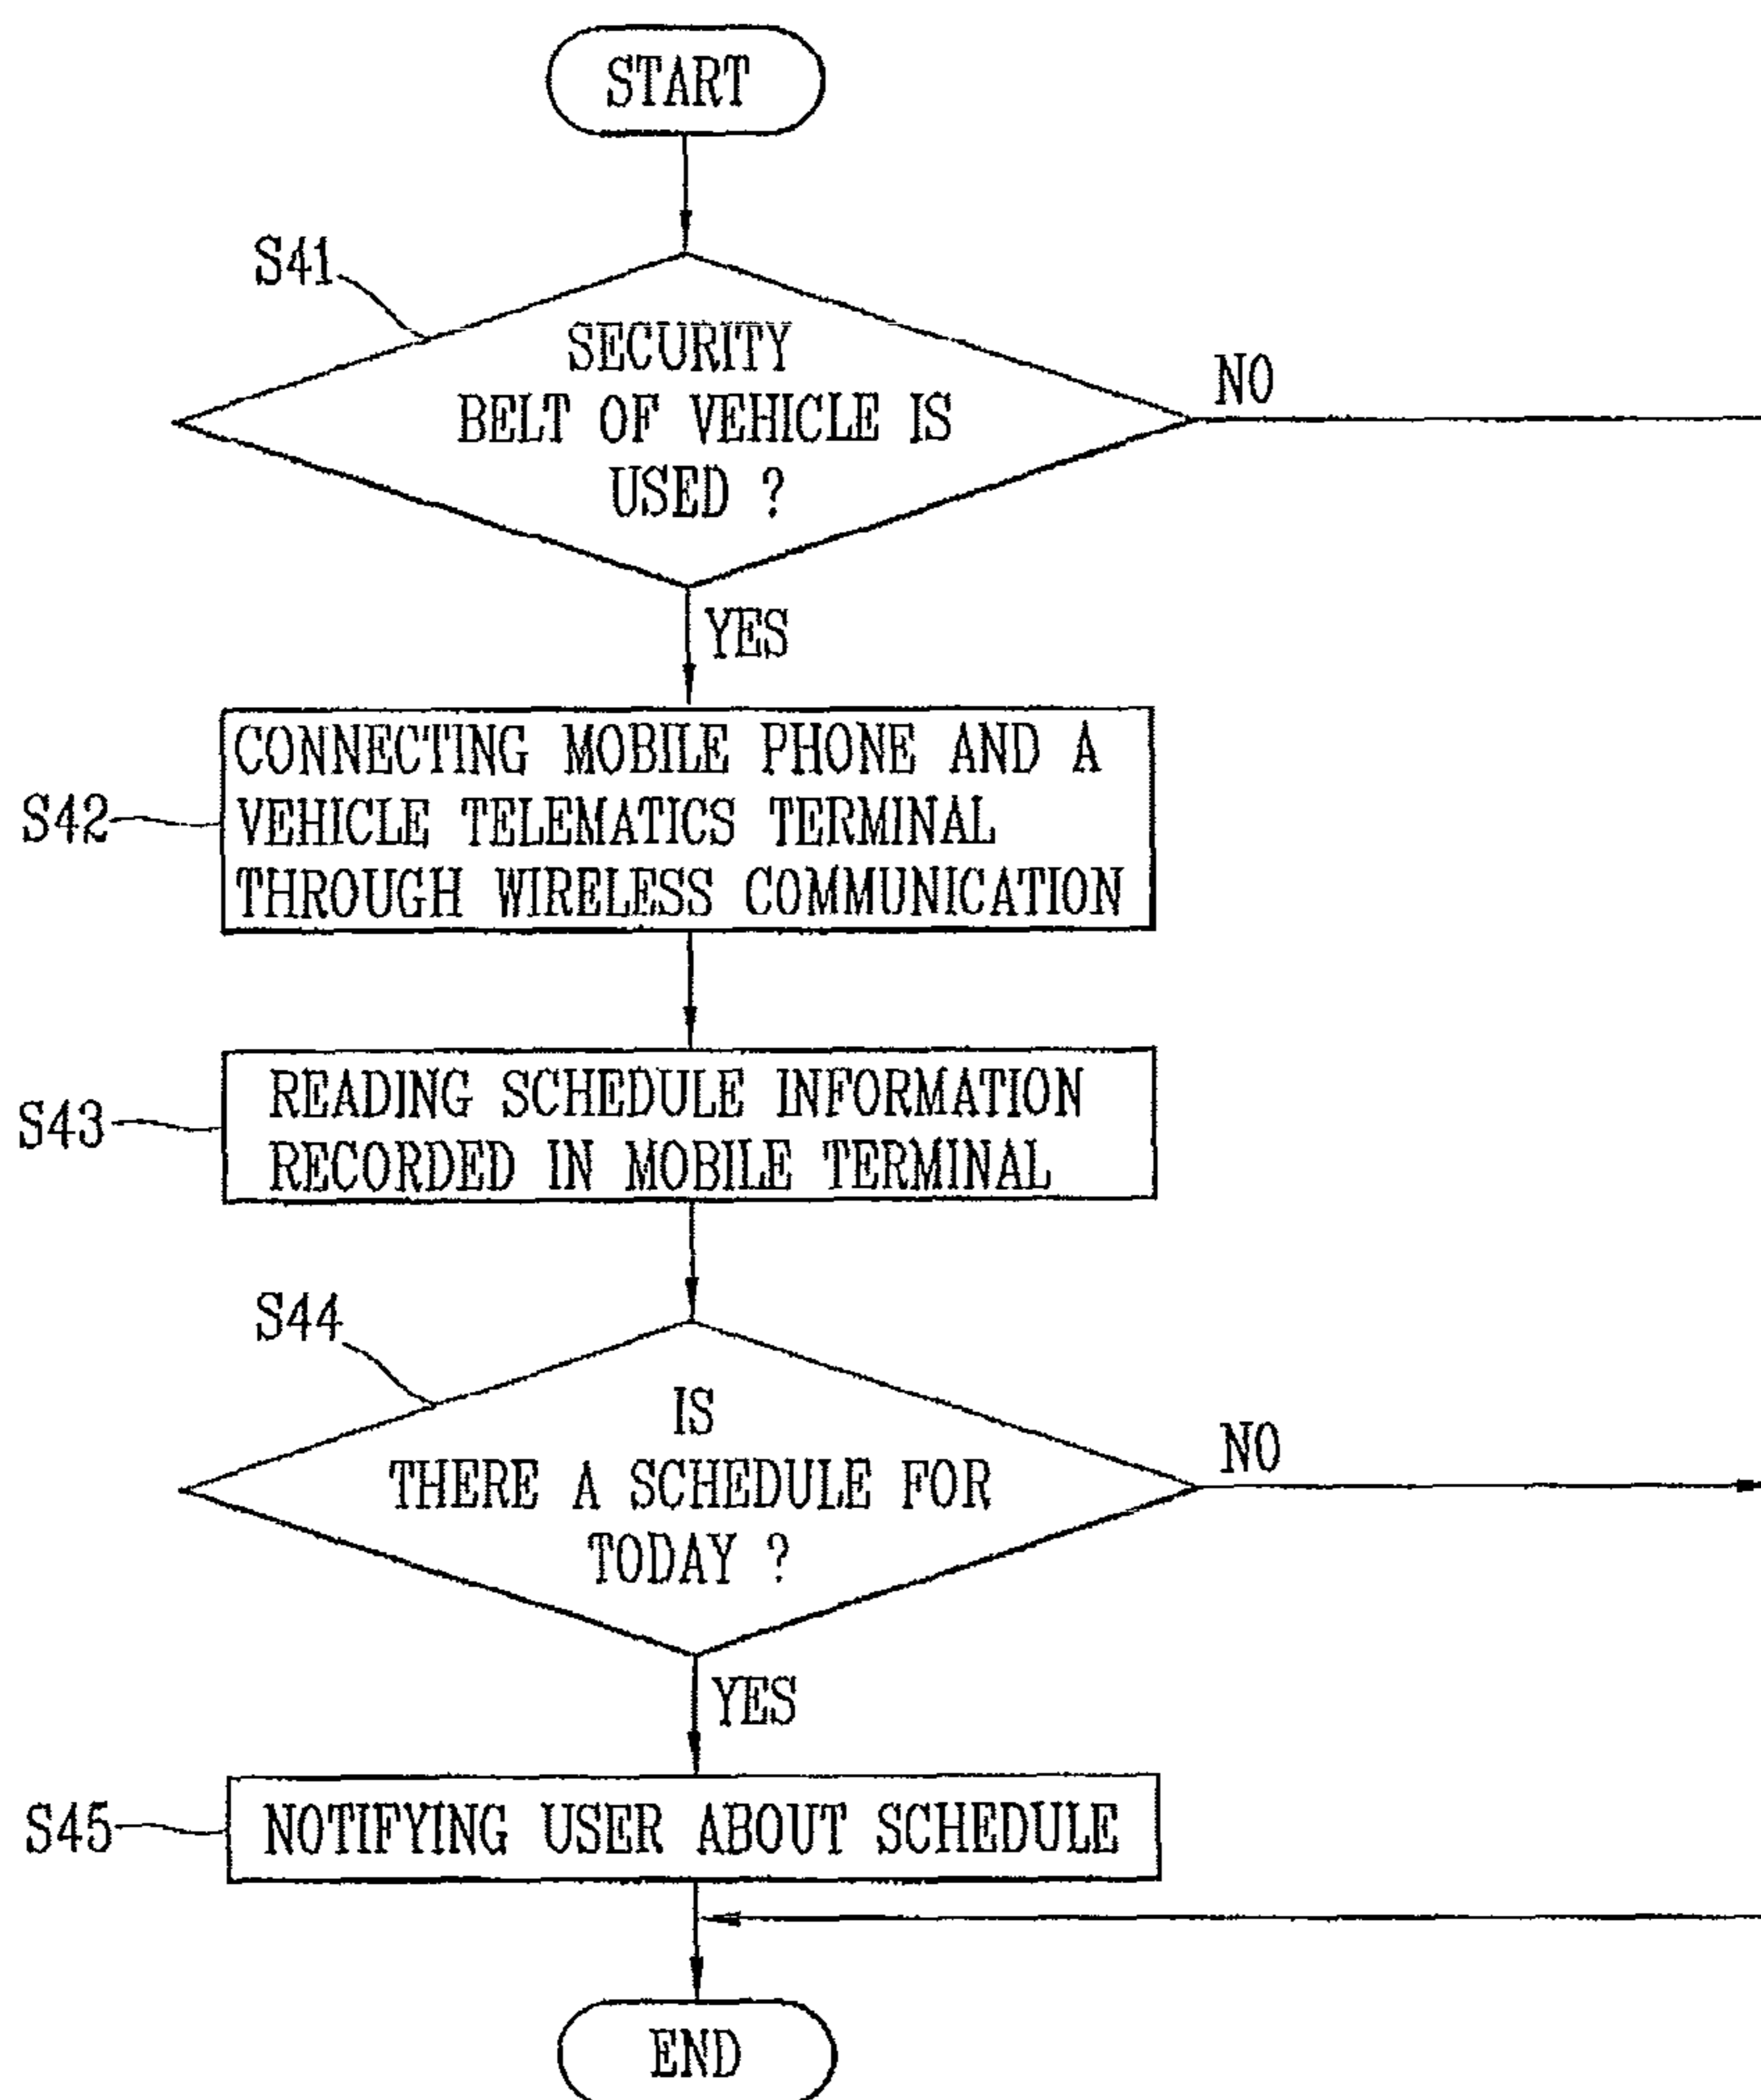 START
S41
SECURITY
BELT OF VEHICLE IS
USED ?
NO
YES
S42
CONNECTING MOBILE PHONE AND A
VEHICLE TELEMATICS TERMINAL
THROUGH WIRELESS COMMUNICATION
S43
READING SCHEDULE INFORMATION
RECORDED IN MOBILE TERMINAL
S44
IS
THERE A SCHEDULE FOR
TODAY ?
NO
YES
S45
NOTIFYING USER ABOUT SCHEDULE
END